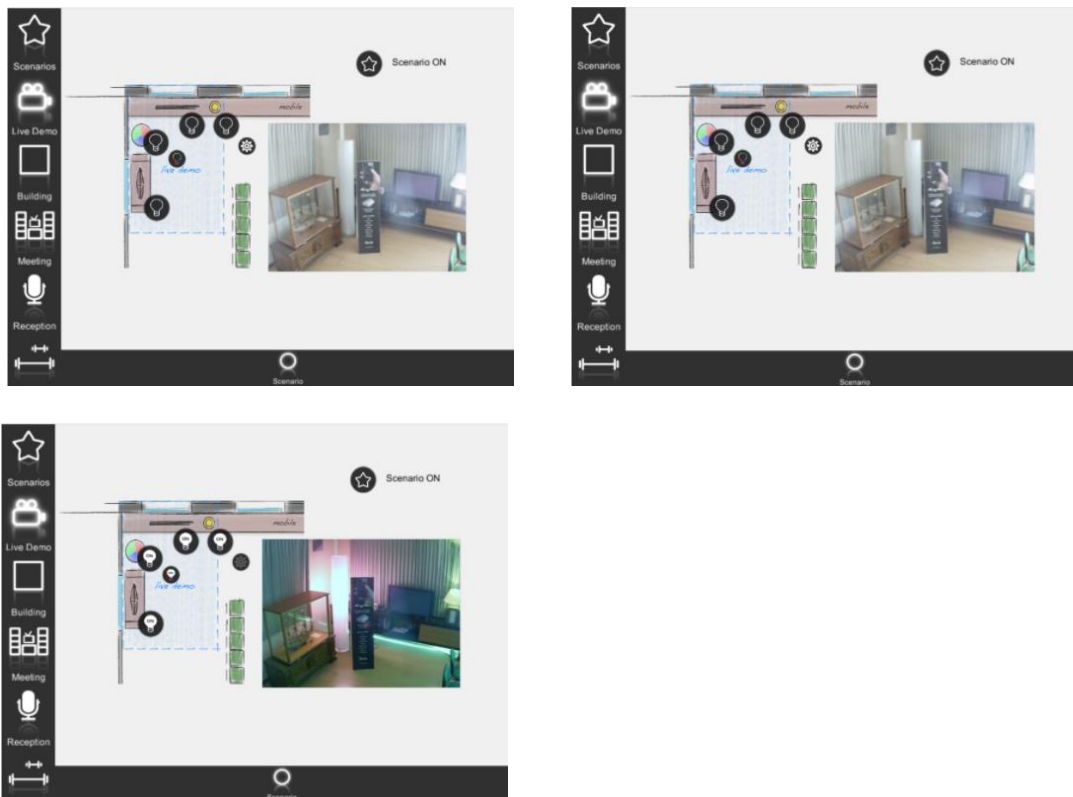 Scenarios
Live Demo
Building
Meeting
Reception
Scenario ON
mobile
live demo
Scenario
Scenarios
Live Demo
Building
Meeting
Reception
Scenario ON
mobile
live demo
Scenario
Scenarios
Live Demo
Building
Meeting
Reception
Scenario ON
mobile
ON
ON
ON
live demo
ON
Scenario